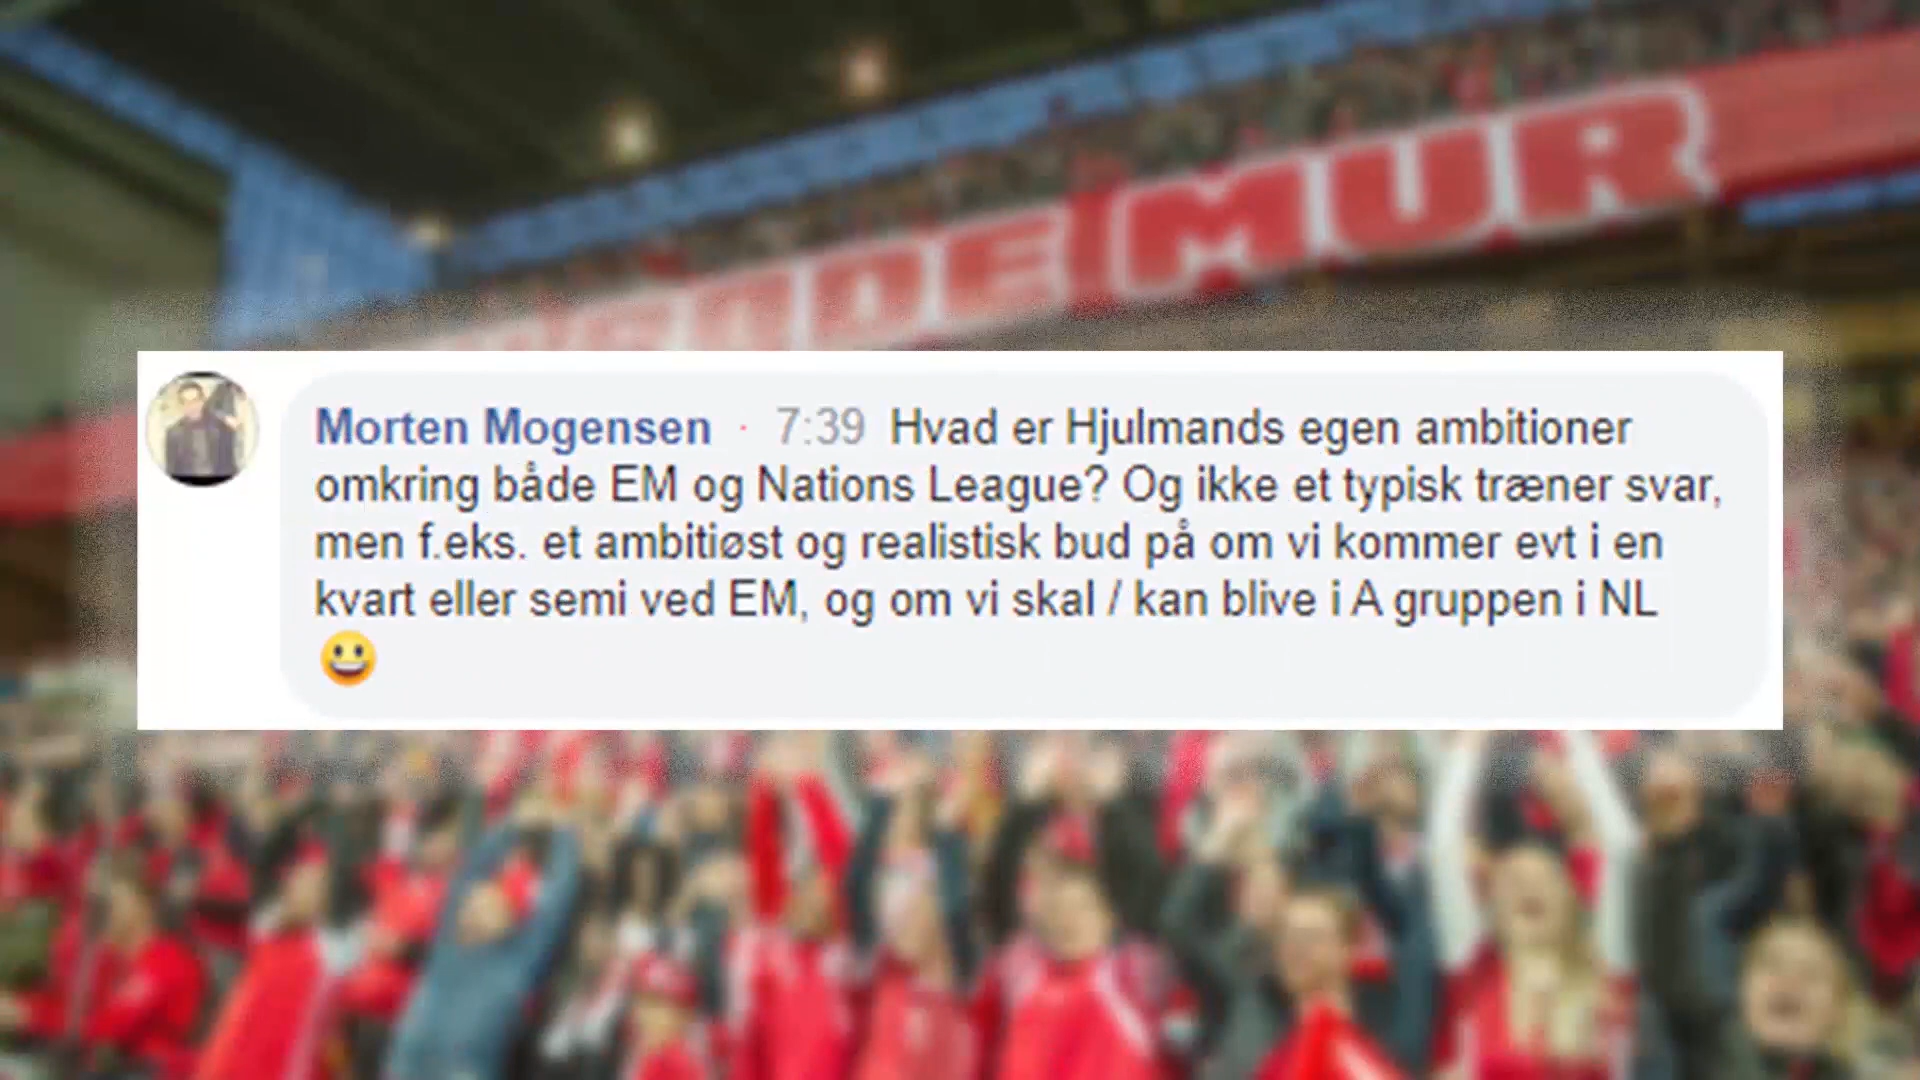 NDE MUR
Morten Mogensen · 7:39 Hvad er Hjulmands egen ambitioner
omkring både EM og Nations League? Og ikke et typisk træner svar,
men f.eks. et ambitiøst og realistisk bud på om vi kommer evt i en
kvart eller semi ved EM, og om vi skal / kan blive i A gruppen i NL
😀